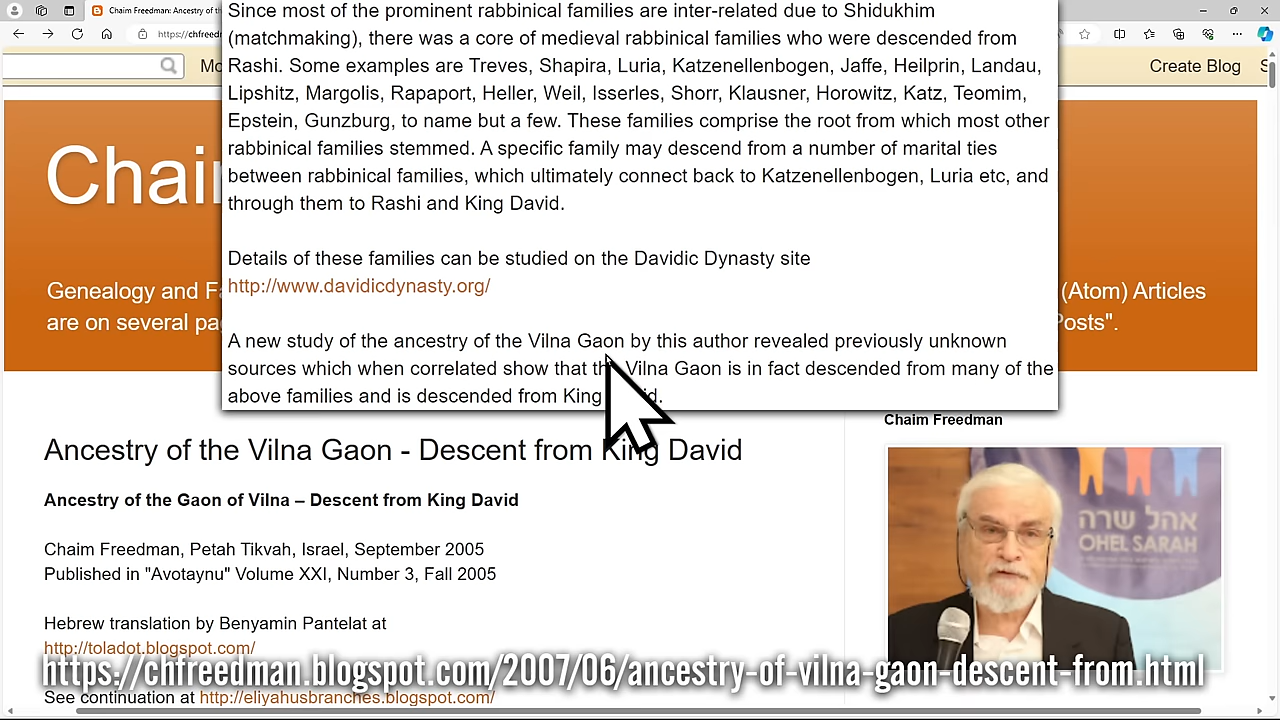 Chaim Freedman: Ancestry of th
https://chfreed
Mo
Create Blog
Since most of the prominent rabbinical families are inter-related due to Shidukhim
(matchmaking), there was a core of medieval rabbinical families who were descended from
Rashi. Some examples are Treves, Shapira, Luria, Katzenellenbogen, Jaffe, Heilprin, Landau,
Lipshitz, Margolis, Rapaport, Heller, Weil, Isserles, Shorr, Klausner, Horowitz, Katz, Teomim,
Epstein, Gunzburg, to name but a few. These families comprise the root from which most other
rabbinical families stemmed. A specific family may descend from a number of marital ties
between rabbinical families, which ultimately connect back to Katzenellenbogen, Luria etc, and
through them to Rashi and King David.
Details of these families can be studied on the Davidic Dynasty site
http://www.davidicdynasty.org/
A new study of the ancestry of the Vilna Gaon by this author revealed previously unknown
sources which when correlated show that th Vilna Gaon is in fact descended from many of the
above families and is descended from King id.
Chai
Genealogy and Fa (Atom) Articles
are on several pag Posts".
Ancestry of the Vilna Gaon - Descent from King David
Ancestry of the Gaon of Vilna – Descent from King David
Chaim Freedman, Petah Tikvah, Israel, September 2005
Published in "Avotaynu" Volume XXI, Number 3, Fall 2005
Hebrew translation by Benyamin Pantelat at
http://toladot.blogspot.com/
See continuation at http://eliyahusbranches.blogspot.com/
Chaim Freedman
אהל שרה
OHEL SARAH
https://chfreedman.blogspot.com/2007/06/ancestry-of-vilna-gaon-descent-from.html